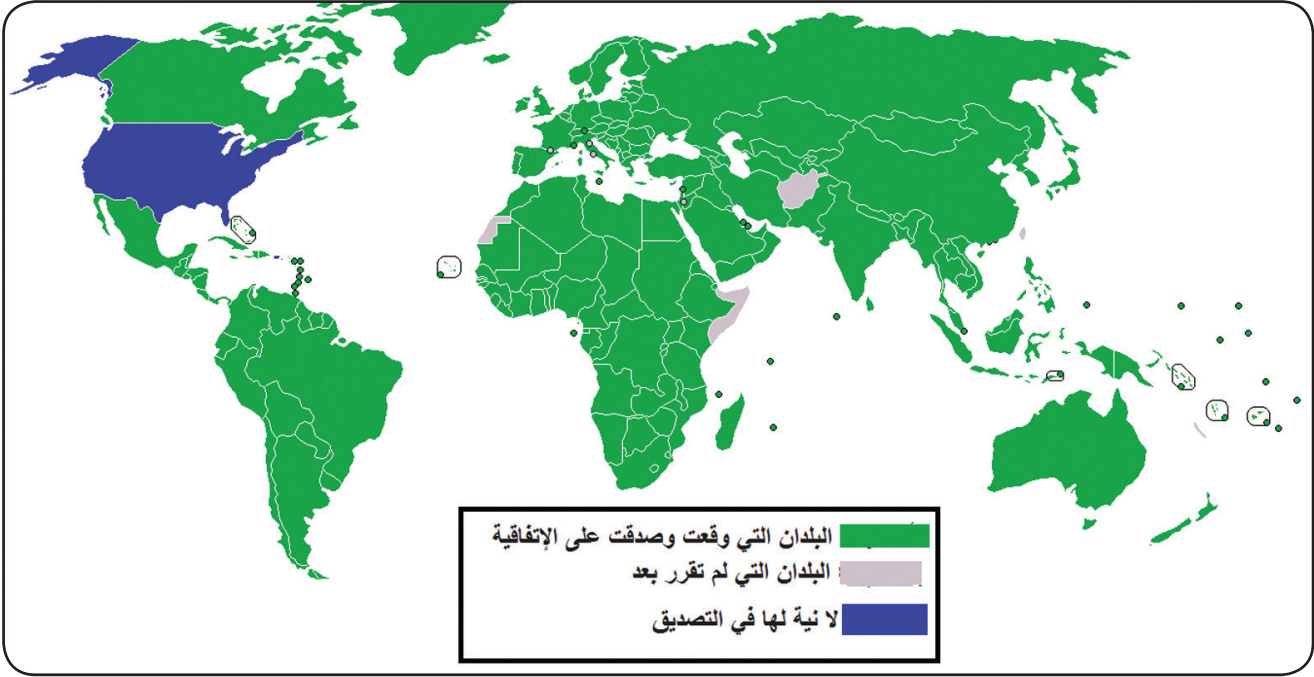 البلدان التي وقعت وصدقت على الإتفاقية
البلدان التي لم تقرر بعد
لا نية لها في التصديق